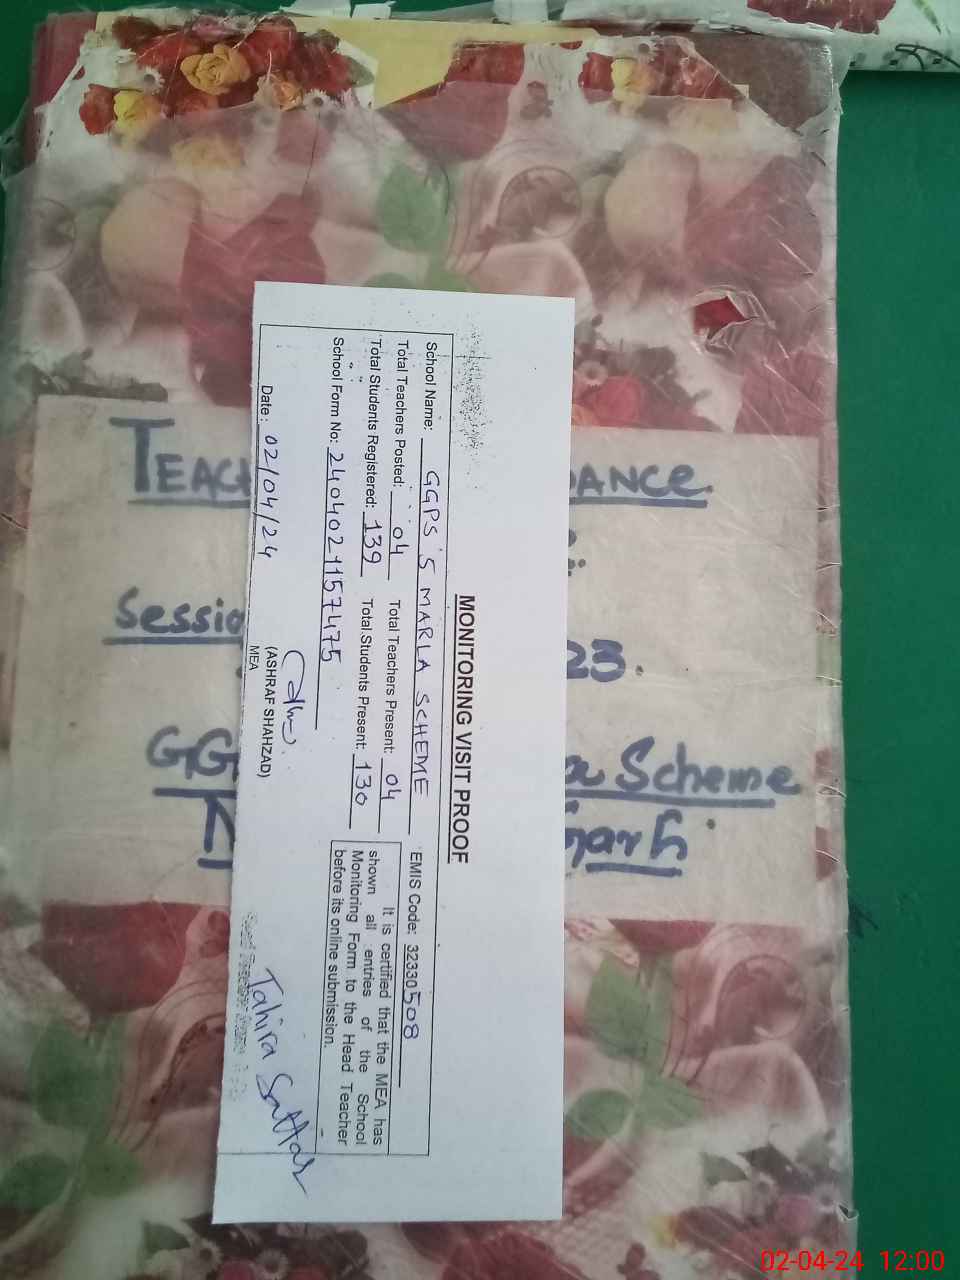 MONITORING VISIT PROOF
School Name: GGPS 5 MARLA SCHEME EMIS Code: 32330508
Total Teachers Posted: 04 Total Teachers Present: 04
Total Students Registered: 139 Total Students Present: 130
School Form No: 240402115747 5
Date: 02/04/24
(ASHRAF SHAHZAD)
MEA
It is certified that the MEA has
shown all entries of the School
Monitoring Form to the Head Teacher
before its online submission.
Tahira Sattar
TEAC
ANCE
Sessio
23.
GG
a Scheme
garh
02-04-24 12:00